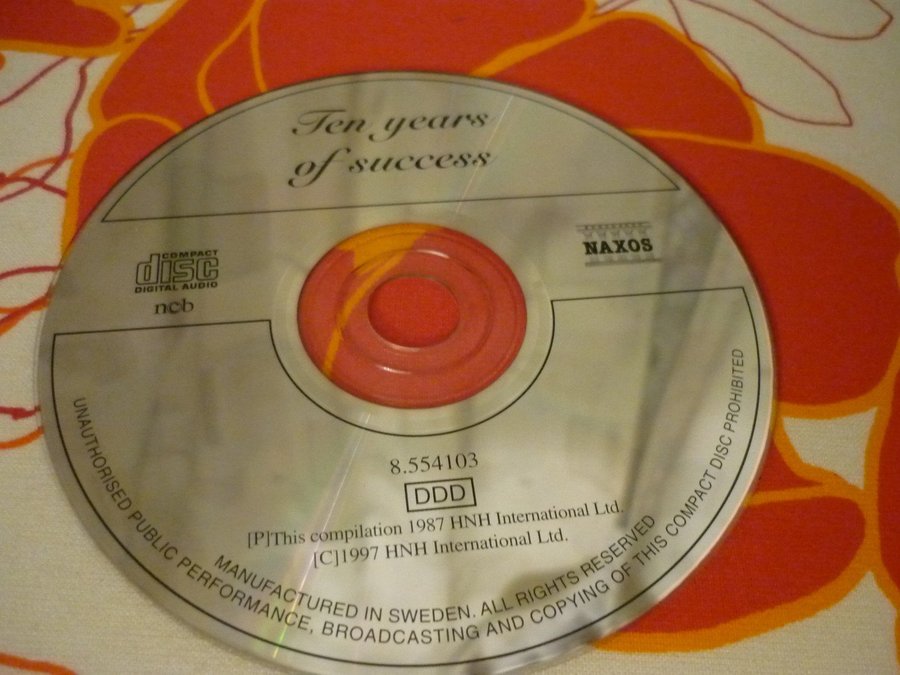 Ten years
of success
COMPACT
disc
DIGITAL AUDIO
ncb
NAXOS
8.554103
DDD
[P]This compilation 1987 HNH International Ltd.
[C]1997 HNH International Ltd.
MANUFACTURED IN SWEDEN. ALL RIGHTS RESERVED
UNAUTHORISED PUBLIC PERFORMANCE, BROADCASTING AND COPYING OF THIS COMPACT DISC PROHIBITED